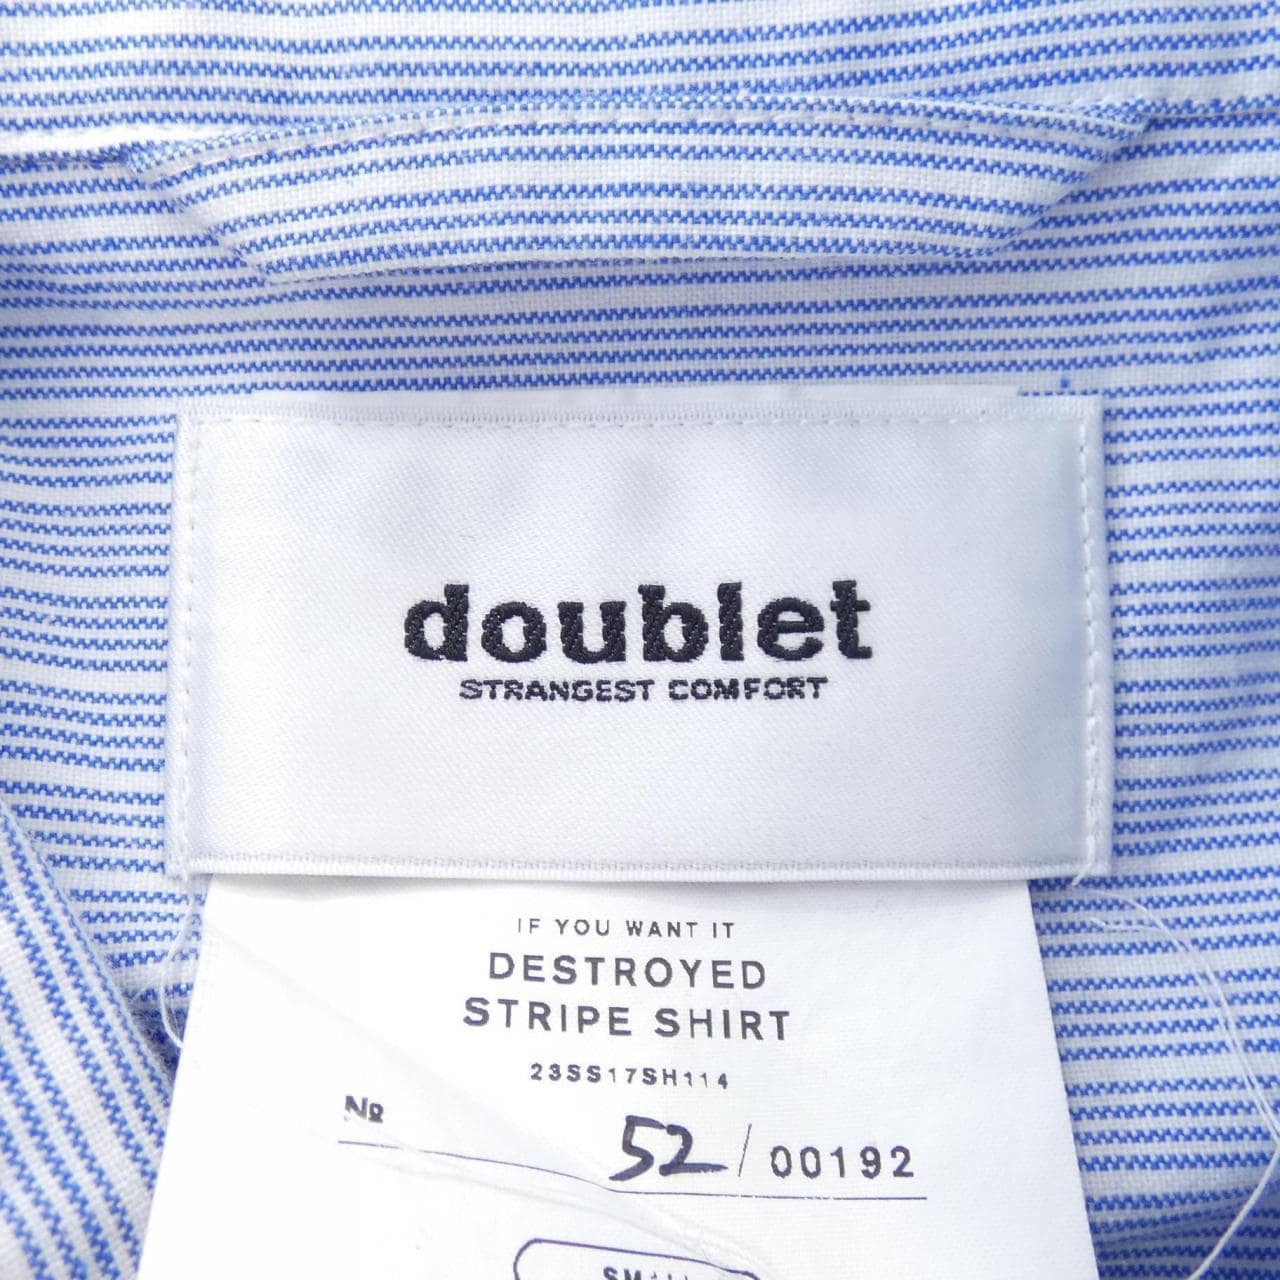 doublet
STRANGEST COMFORT
IF YOU WANT IT
DESTROYED
STRIPE SHIRT
23SS17SH114
№ 52/00192